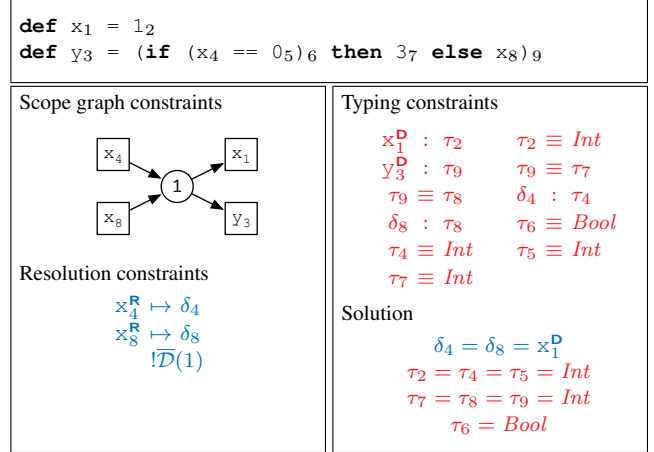 def x₁ = 1₂
def y₃ = (if (x₄ == 0₅)₆ then 3₇ else x₈)₉
Scope graph constraints
x₄ x₁
1
x₈ y₃
Resolution constraints
x₄ᴿ ↦ δ₄
x₈ᴿ ↦ δ₈
!D̅(1)
Typing constraints
x₁ᴰ : τ₂ τ₂ ≡ Int
y₃ᴰ : τ₉ τ₉ ≡ τ₇
τ₉ ≡ τ₈ δ₄ : τ₄
δ₈ : τ₈ τ₆ ≡ Bool
τ₄ ≡ Int τ₅ ≡ Int
τ₇ ≡ Int
Solution
δ₄ = δ₈ = x₁ᴰ
τ₂ = τ₄ = τ₅ = Int
τ₇ = τ₈ = τ₉ = Int
τ₆ = Bool